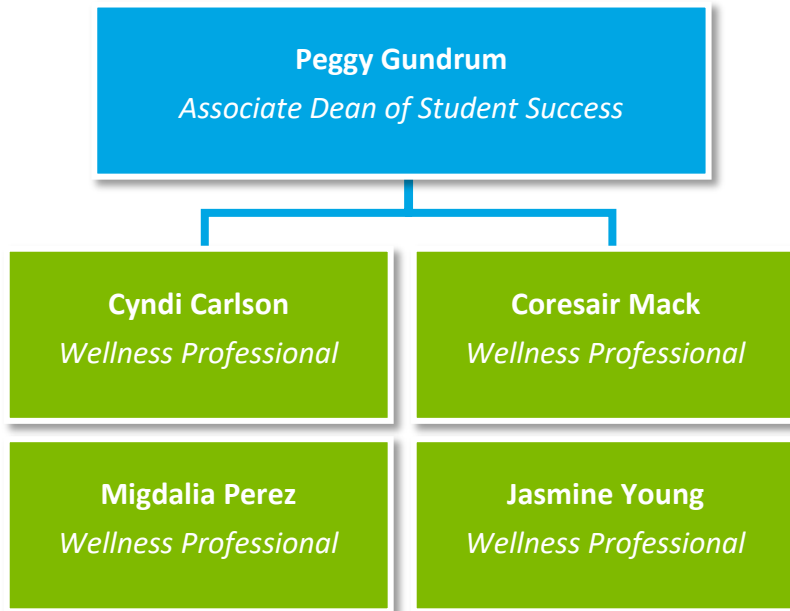 Peggy Gundrum
Associate Dean of Student Success
Cyndi Carlson
Wellness Professional
Coresair Mack
Wellness Professional
Migdalia Perez
Wellness Professional
Jasmine Young
Wellness Professional